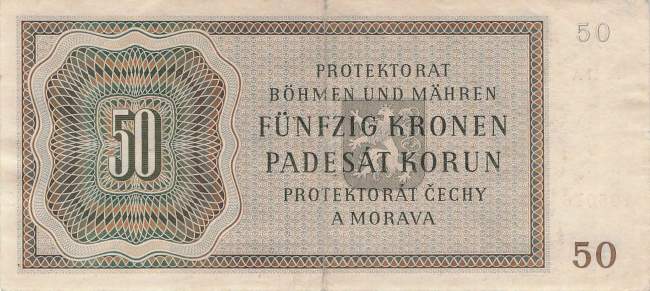 50
PROTEKTORAT
BÖHMEN UND MÄHREN
50
FÜNFZIG KRONEN
PADESÁT KORUN
PROTEKTORÁT ČECHY
A MORAVA
50